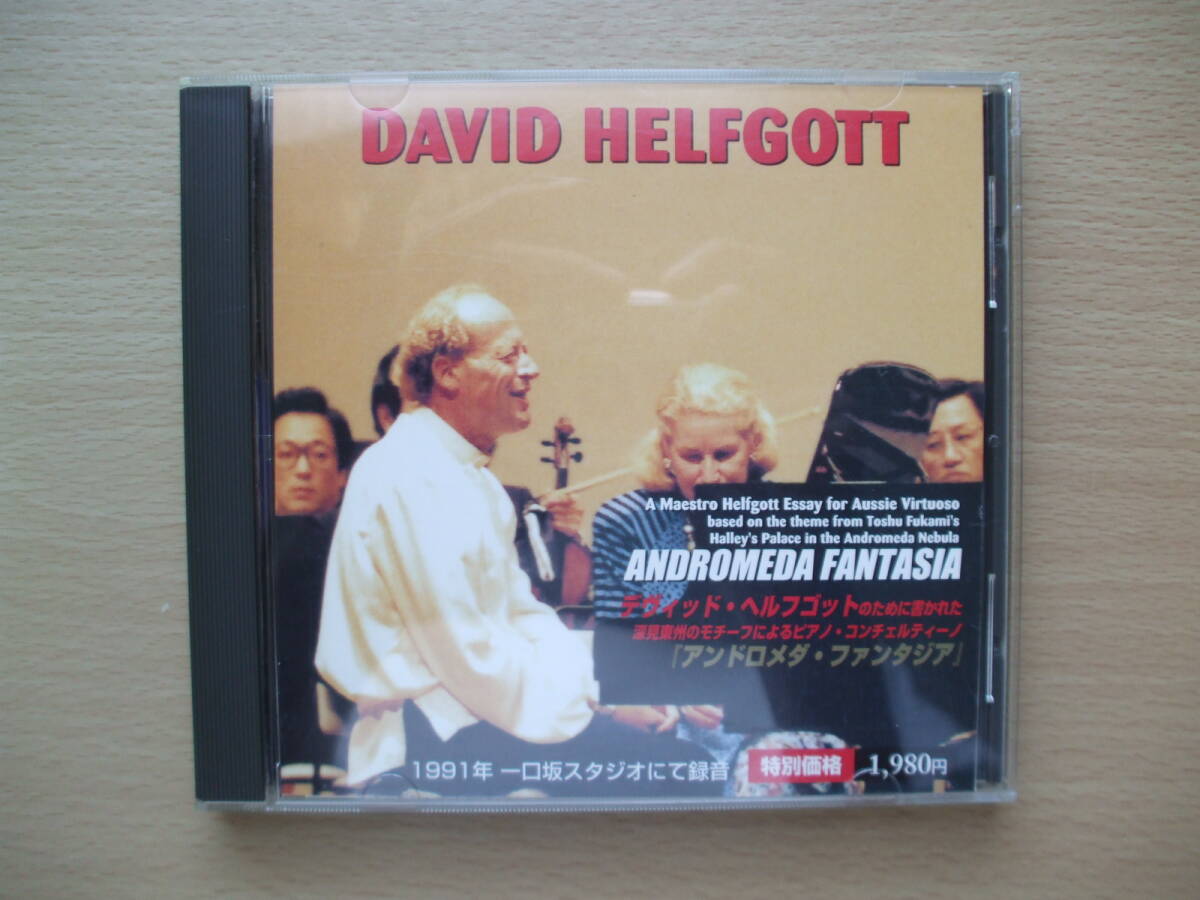 DAVID HELFGOTT
A Maestro Helfgott Essay for Aussie Virtuoso
based on the theme from Toshu Fukami's
Halley's Palace in the Andromeda Nebula
ANDROMEDA FANTASIA
デヴィッド・ヘルフゴットのために書かれた
深見東州のモチーフによるピアノ・コンチェルティーノ
『アンドロメダ・ファンタジア』
1991年 一口坂スタジオにて録音 特別価格 1,980円